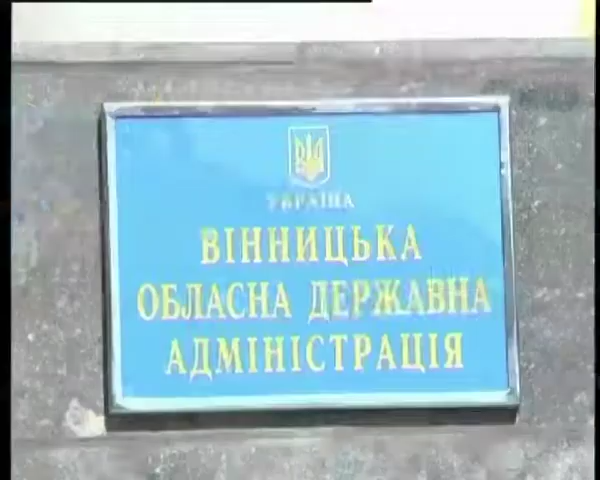 УКРАЇНА
ВІННИЦЬКА
ОБЛАСНА ДЕРЖАВНА
АДМІНІСТРАЦІЯ